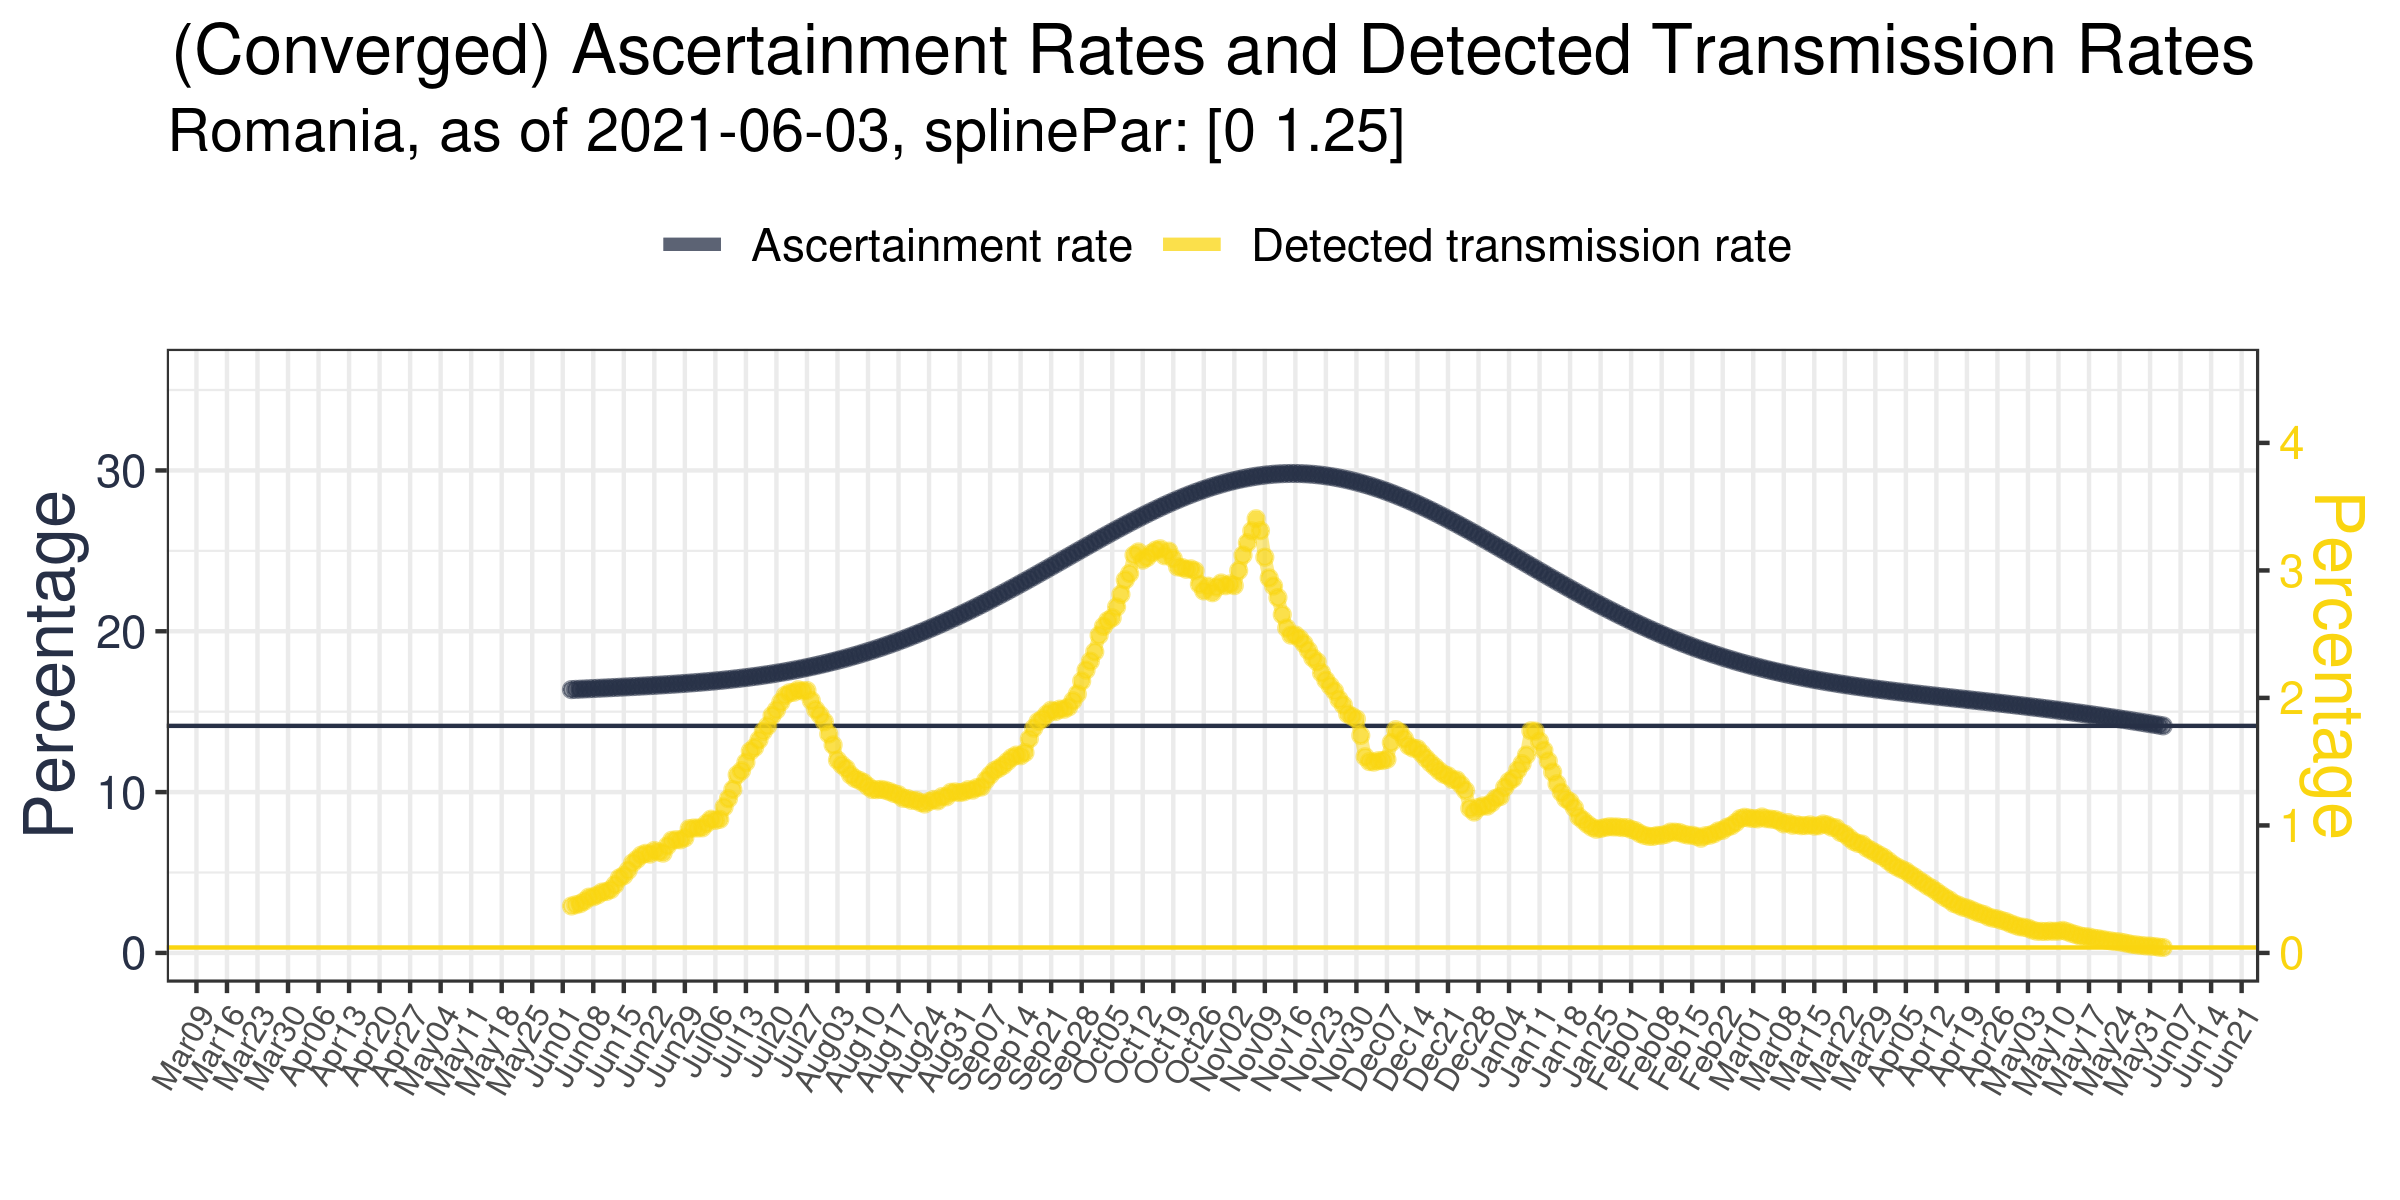 (Converged) Ascertainment Rates and Detected Transmission Rates
Romania, as of 2021-06-03, splinePar: [0 1.25]
Ascertainment rate Detected transmission rate
Percentage
30
20
10
0
4
3
2
1
0
Percentage
Mar09 Mar16 Mar23 Mar30 Apr06 Apr13 Apr20 Apr27 May04 May11 May18 May25 Jun01 Jun08 Jun15 Jun22 Jun29 Jul06 Jul13 Jul20 Jul27 Aug03 Aug10 Aug17 Aug24 Aug31 Sep07 Sep14 Sep21 Sep28 Oct05 Oct12 Oct19 Oct26 Nov02 Nov09 Nov16 Nov23 Nov30 Dec07 Dec14 Dec21 Dec28 Jan04 Jan11 Jan18 Jan25 Feb01 Feb08 Feb15 Feb22 Mar01 Mar08 Mar15 Mar22 Mar29 Apr05 Apr12 Apr19 Apr26 May03 May10 May17 May24 May31 Jun07 Jun14 Jun21